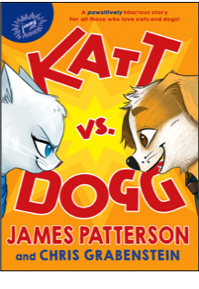 A pawsitively hilarious story
for all those who love cats and dogs!
KATT
VS.
DOGG
JAMES PATTERSON
AND CHRIS GRABENSTEIN